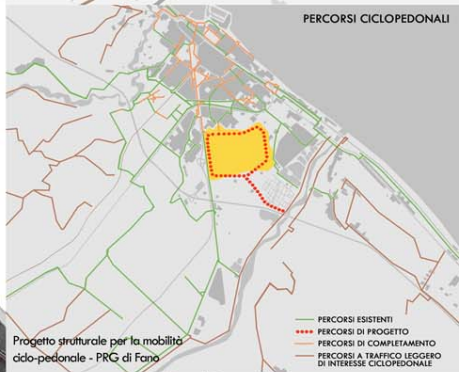 PERCORSI CICLOPEDONALI
Progetto strutturale per la mobilità
ciclo-pedonale - PRG di Fano
PERCORSI ESISTENTI
PERCORSI DI PROGETTO
PERCORSI DI COMPLETAMENTO
PERCORSI A TRAFFICO LEGGERO
DI INTERESSE CICLOPEDONALE